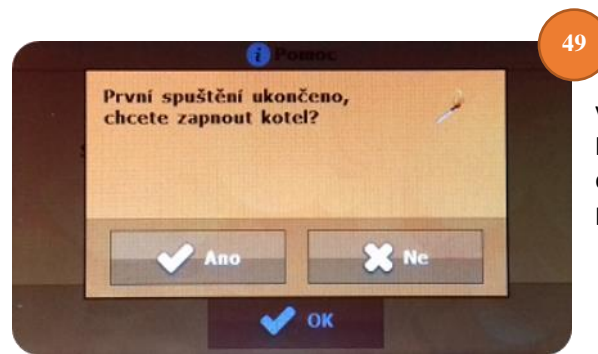 49
Pomoc
První spuštění ukončeno,
chcete zapnout kotel?
Ano
Ne
OK